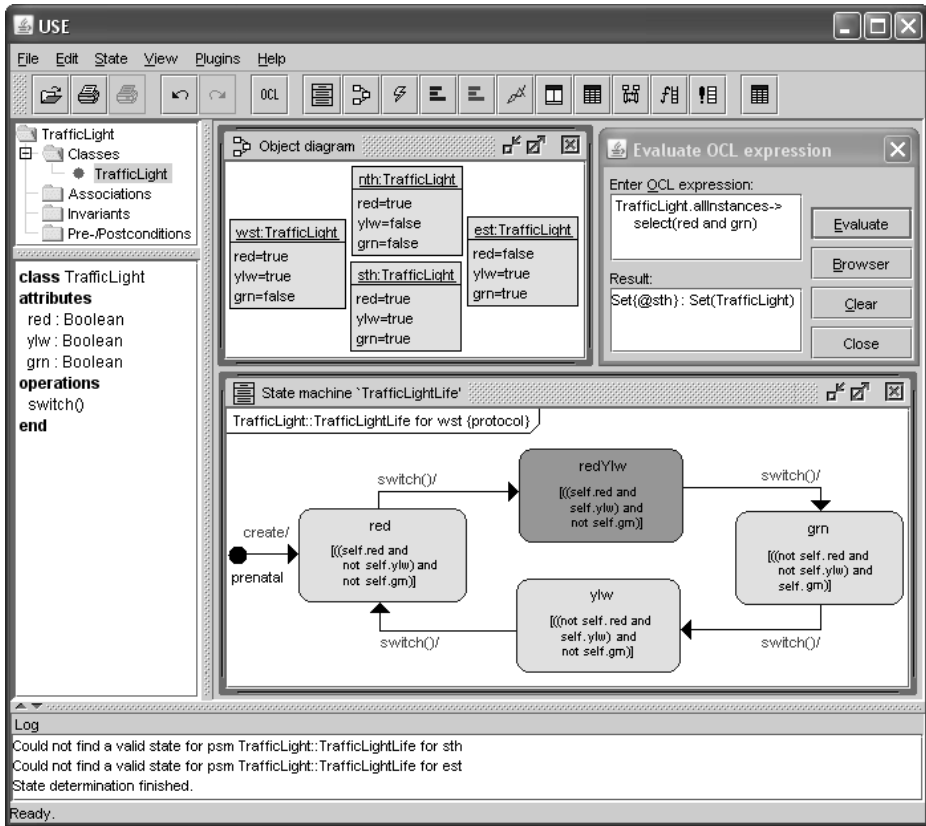 USE
File Edit State View Plugins Help
OCL
TrafficLight
Classes
TrafficLight
Associations
Invariants
Pre-/Postconditions
class TrafficLight
attributes
red : Boolean
ylw : Boolean
grn : Boolean
operations
switch()
end
Object diagram
nth:TrafficLight
red=true
ylw=false
grn=false
wst:TrafficLight
red=true
ylw=true
grn=false
sth:TrafficLight
red=true
ylw=true
grn=true
est:TrafficLight
red=false
ylw=true
grn=true
Evaluate OCL expression
Enter OCL expression:
TrafficLight.allInstances->
select(red and grn)
Result:
Set{@sth} : Set(TrafficLight)
Evaluate
Browser
Clear
Close
State machine `TrafficLightLife'
TrafficLight::TrafficLightLife for wst {protocol}
create/
prenatal
red
[((self.red and
not self.ylw) and
not self.grn)]
switch()/
redYlw
[((self.red and
self.ylw) and
not self.grn)]
switch()/
grn
[((not self.red and
not self.ylw) and
self.grn)]
switch()/
ylw
[((not self.red and
self.ylw) and
not self.grn)]
switch()/
Log
Could not find a valid state for psm TrafficLight::TrafficLightLife for sth
Could not find a valid state for psm TrafficLight::TrafficLightLife for est
State determination finished.
Ready.